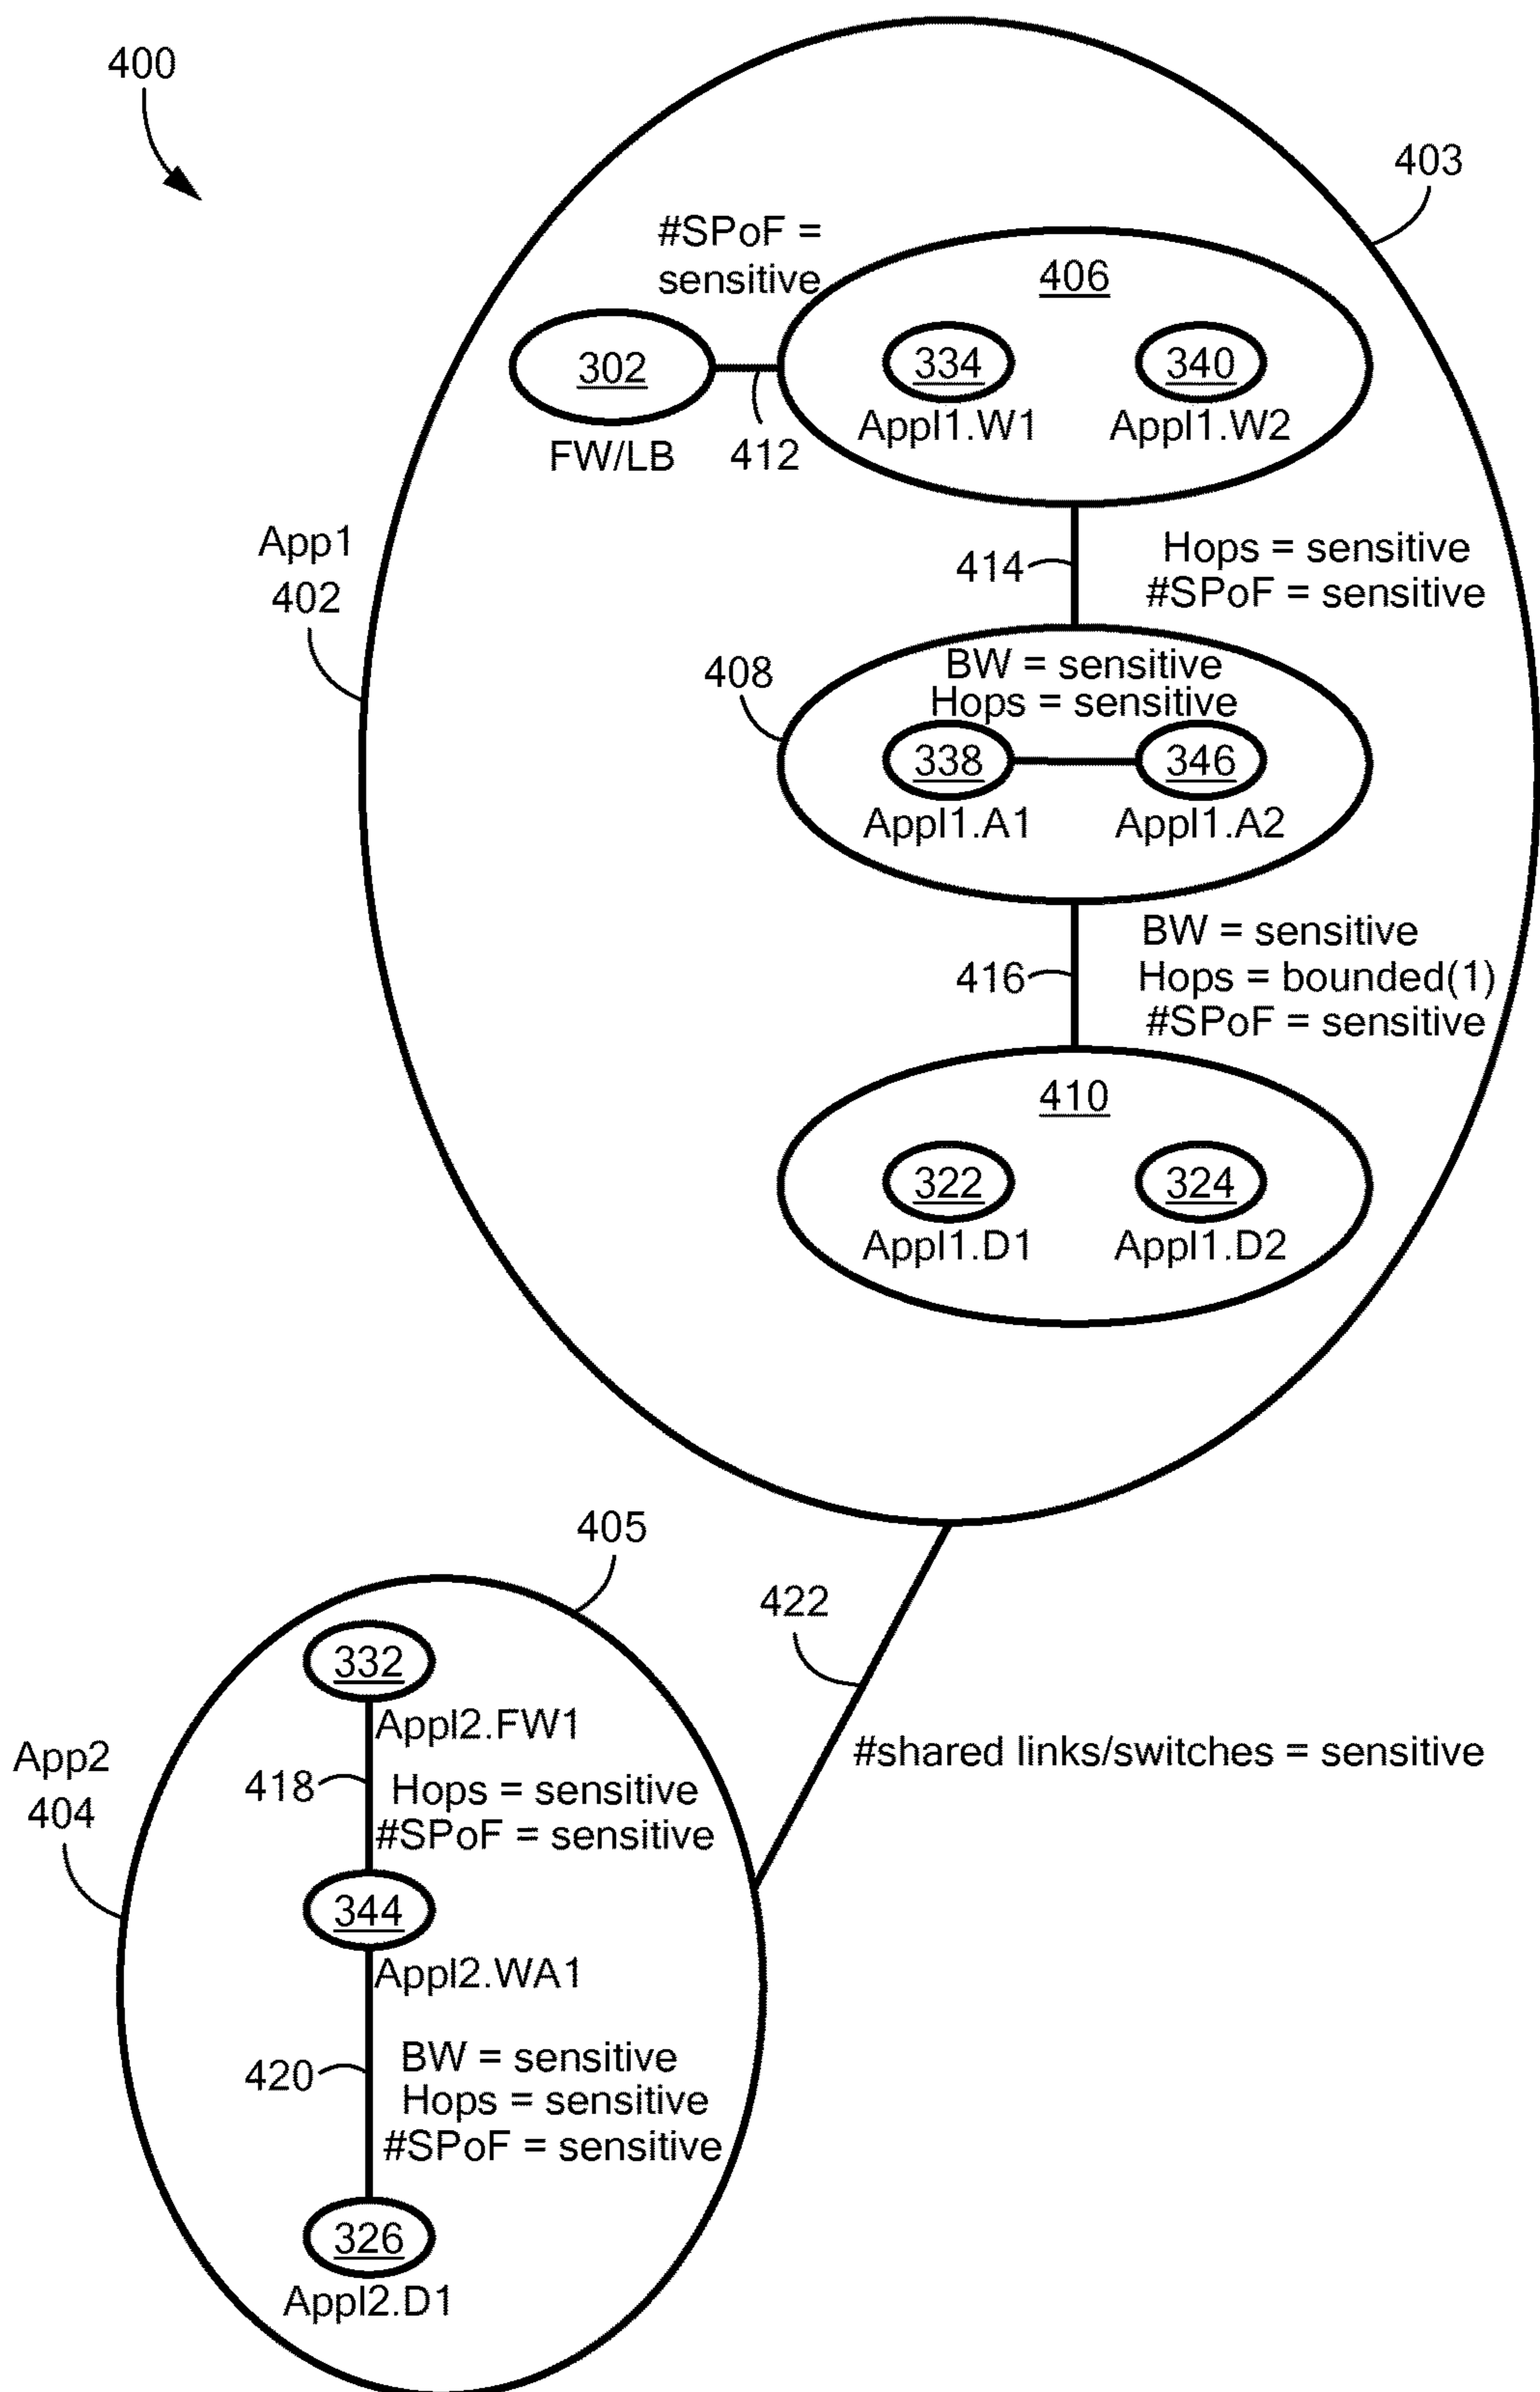 400
403
#SPoF =
sensitive
406
302
334
340
Appl1.W1
Appl1.W2
FW/LB
412
App1
402
414
Hops = sensitive
#SPoF = sensitive
408
BW = sensitive
Hops = sensitive
338
346
Appl1.A1
Appl1.A2
416
BW = sensitive
Hops = bounded(1)
#SPoF = sensitive
410
322
324
Appl1.D1
Appl1.D2
405
422
332
Appl2.FW1
App2
404
#shared links/switches = sensitive
418
Hops = sensitive
#SPoF = sensitive
344
Appl2.WA1
420
BW = sensitive
Hops = sensitive
#SPoF = sensitive
326
Appl2.D1